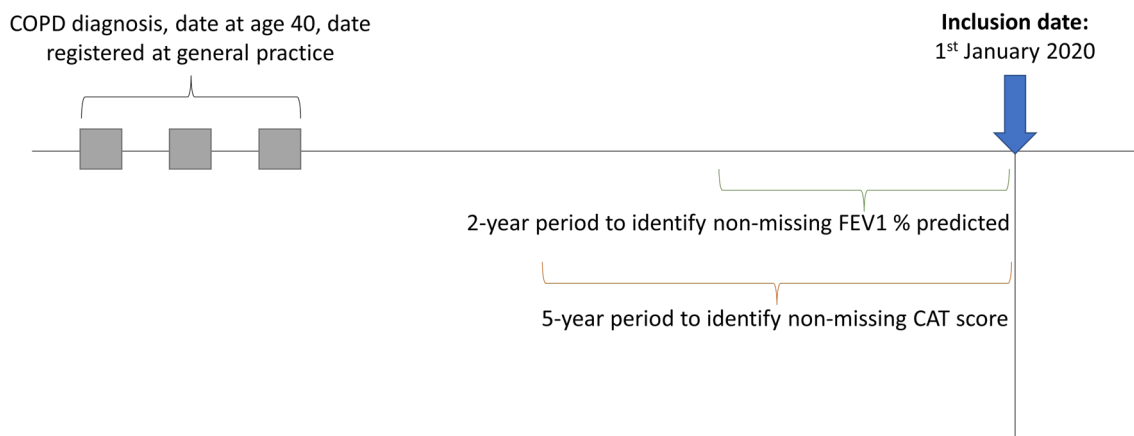 COPD diagnosis, date at age 40, date
registered at general practice
Inclusion date:
1st January 2020
2-year period to identify non-missing FEV1 % predicted
5-year period to identify non-missing CAT score